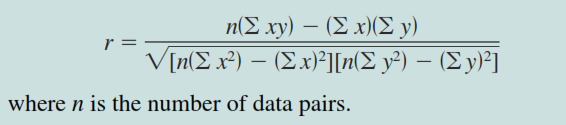 r = n(Σ xy) − (Σ x)(Σ y) / √[n(Σ x²) − (Σ x)²][n(Σ y²) − (Σ y)²]
where n is the number of data pairs.